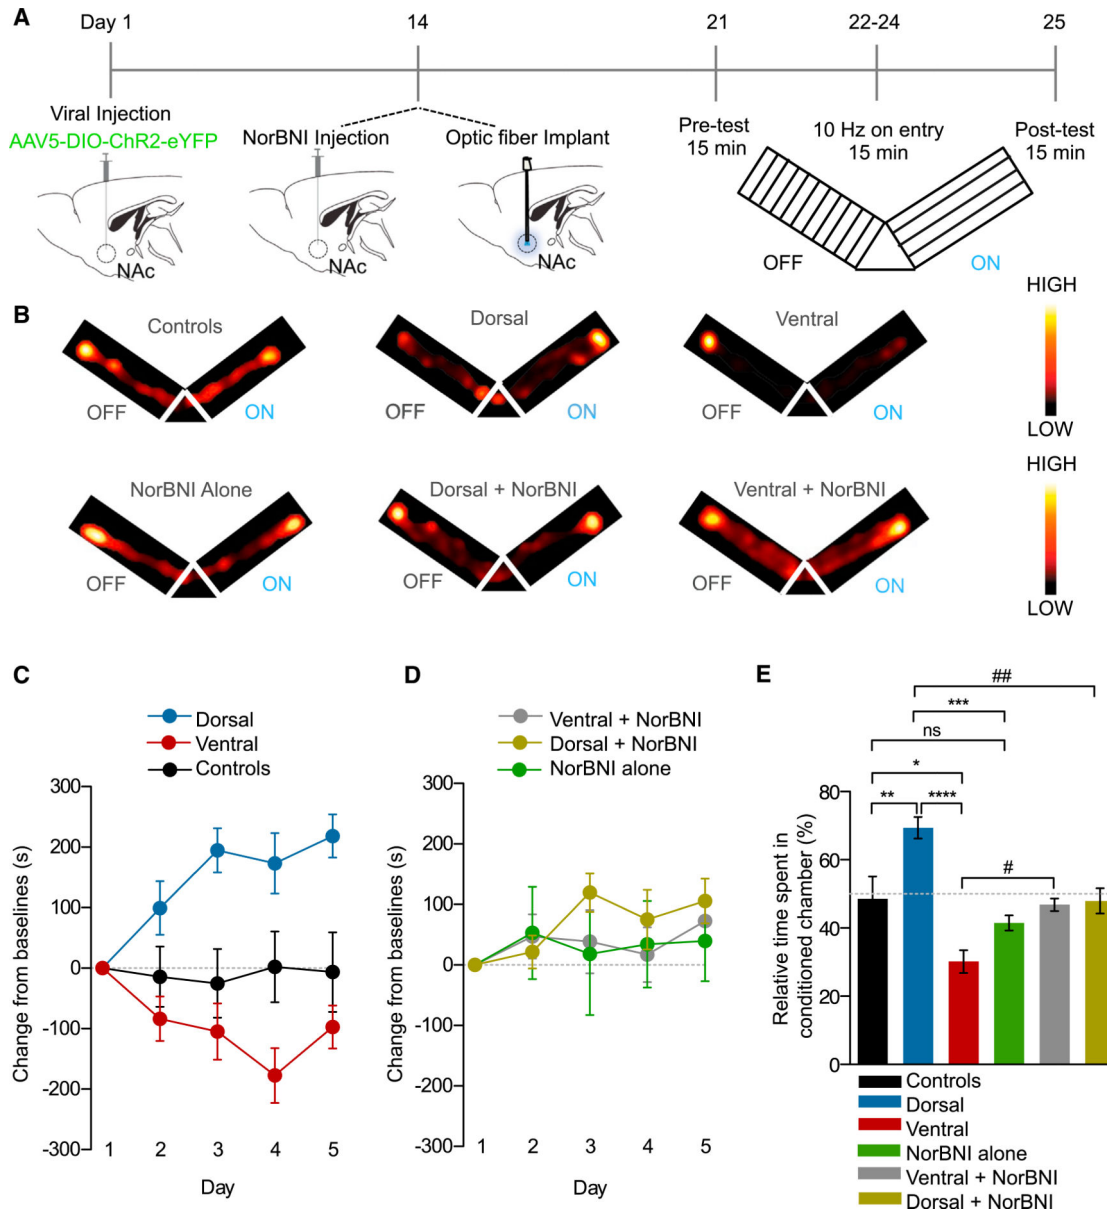 A
Day 1
14
21
22-24
25
Viral Injection
AAV5-DIO-ChR2-eYFP
NorBNI Injection
Optic fiber Implant
Pre-test
15 min
10 Hz on entry
15 min
Post-test
15 min
NAc
NAc
NAc
OFF
ON
B
Controls
Dorsal
Ventral
HIGH
OFF
ON
OFF
ON
OFF
ON
LOW
NorBNI Alone
Dorsal + NorBNI
Ventral + NorBNI
HIGH
OFF
ON
OFF
ON
OFF
ON
LOW
C
Dorsal
Ventral
Controls
Change from baselines (s)
300
200
100
0
-100
-200
-300
1 2 3 4 5
Day
D
Ventral + NorBNI
Dorsal + NorBNI
NorBNI alone
Change from baselines (s)
300
200
100
0
-100
-200
-300
1 2 3 4 5
Day
E
##
***
ns
*
** ****
#
Relative time spent in
conditioned chamber (%)
80
60
40
20
0
Controls
Dorsal
Ventral
NorBNI alone
Ventral + NorBNI
Dorsal + NorBNI